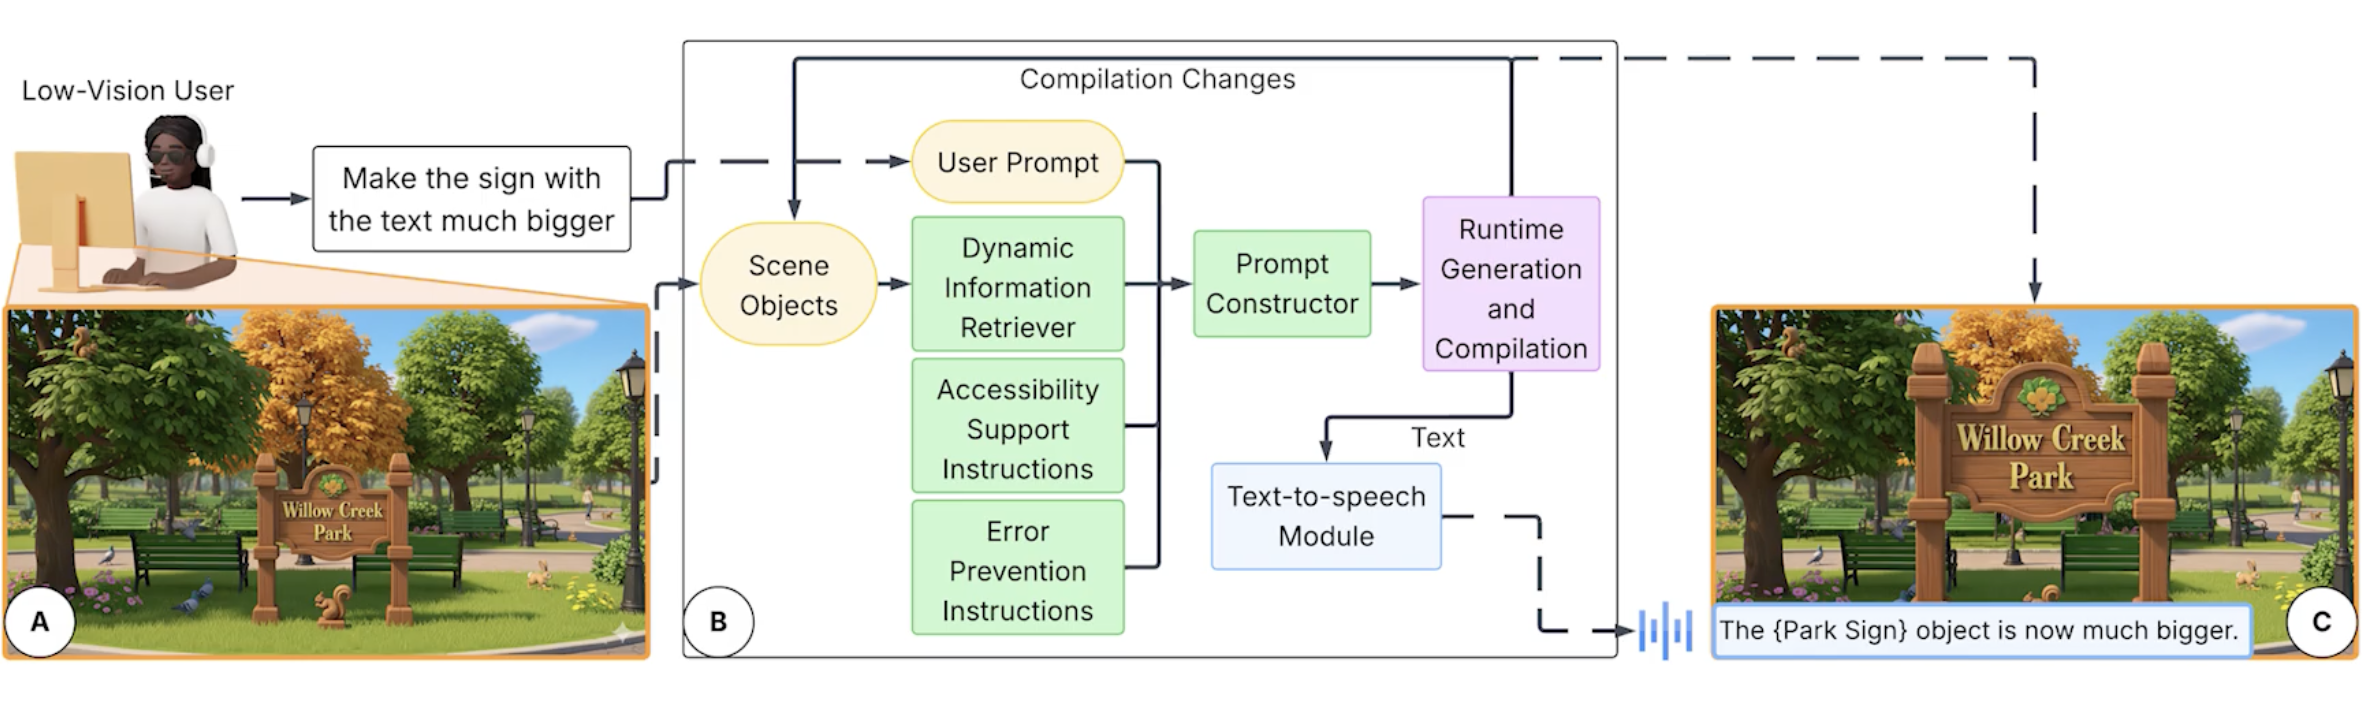 Low-Vision User
Make the sign with
the text much bigger
Willow Creek
Park
A
Compilation Changes
User Prompt
Scene
Objects
Dynamic
Information
Retriever
Accessibility
Support
Instructions
Error
Prevention
Instructions
Prompt
Constructor
Runtime
Generation
and
Compilation
Text
Text-to-speech
Module
B
Willow Creek
Park
The {Park Sign} object is now much bigger.
C